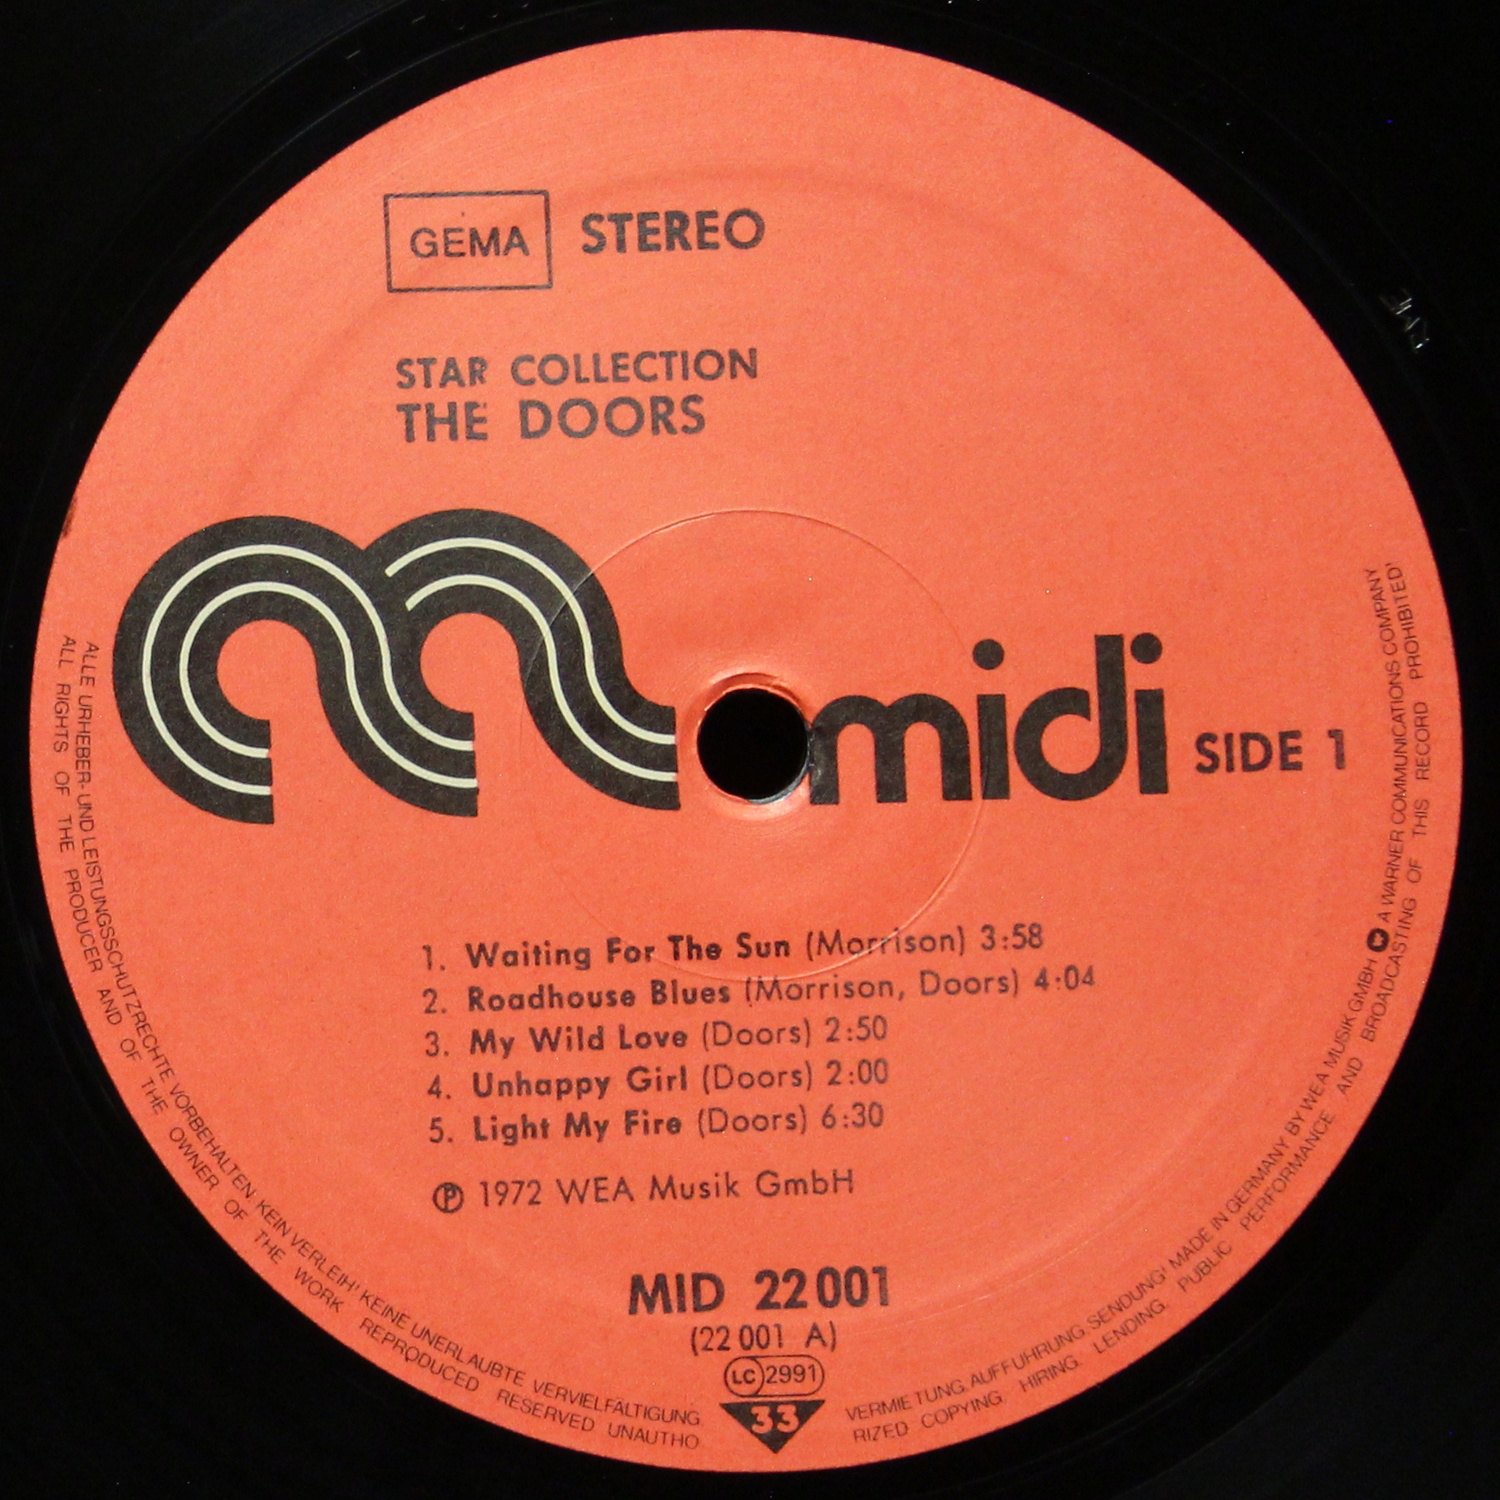 GEMA STEREO
STAR COLLECTION
THE DOORS
midi SIDE 1
1. Waiting For The Sun (Morrison) 3:58
2. Roadhouse Blues (Morrison, Doors) 4:04
3. My Wild Love (Doors) 2:50
4. Unhappy Girl (Doors) 2:00
5. Light My Fire (Doors) 6:30
Ⓟ 1972 WEA Musik GmbH
MID 22 001
(22 001 A)
LC 2991
33
ALLE URHEBER- UND LEISTUNGSSCHUTZRECHTE VORBEHALTEN KEIN VERLEIH' KEINE UNERLAUBTE VERVIELFÄLTIGUNG. VERMIETUNG. AUFFUHRUNG SENDUNG' MADE IN GERMANY BY WEA MUSIK GMBH A WARNER COMMUNICATIONS COMPANY
ALL RIGHTS OF THE PRODUCER AND OF THE OWNER OF THE WORK REPRODUCED RESERVED UNAUTHORIZED COPYING. HIRING. LENDING. PUBLIC PERFORMANCE AND BROADCASTING OF THIS RECORD PROHIBITED'